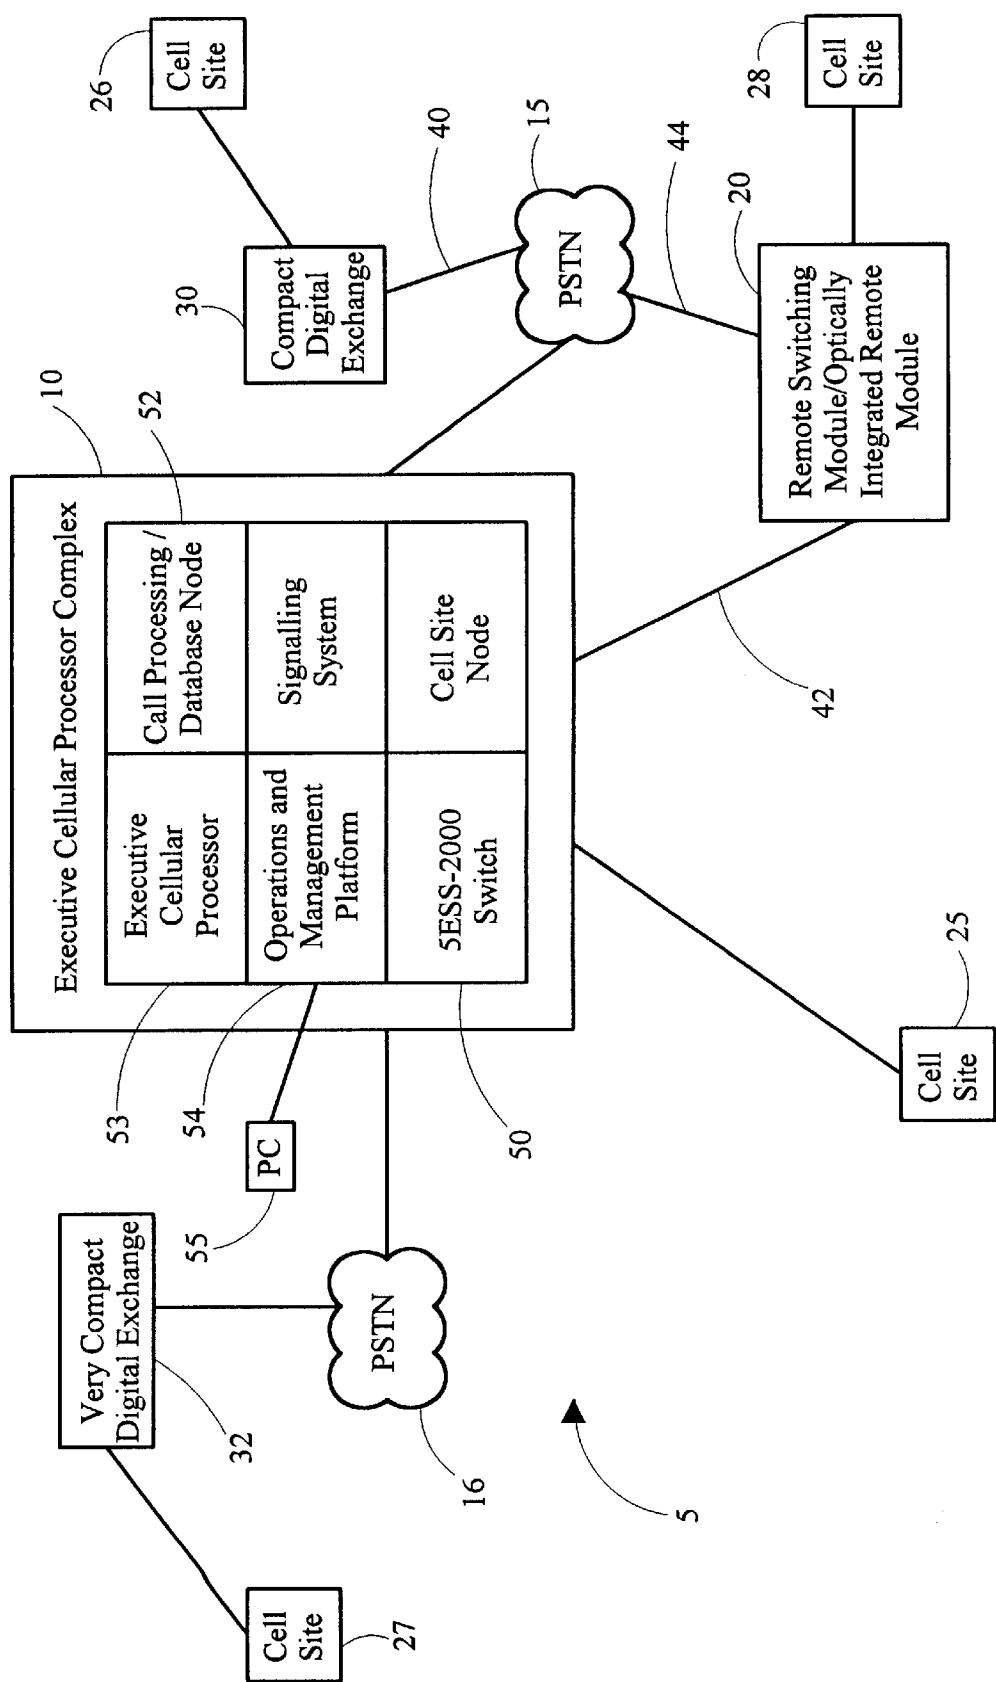 Executive Cellular Processor Complex
10
Executive
Cellular
Processor
Call Processing /
Database Node
52
Operations and
Management
Platform
Signalling
System
5ESS-2000
Switch
Cell Site
Node
53
54
50
PC
55
Very Compact
Digital Exchange
32
PSTN
16
Cell
Site
27
5
Cell
Site
26
Compact
Digital
Exchange
30
40
PSTN
15
44
20
Remote Switching
Module/Optically
Integrated Remote
Module
42
Cell
Site
28
Cell
Site
25